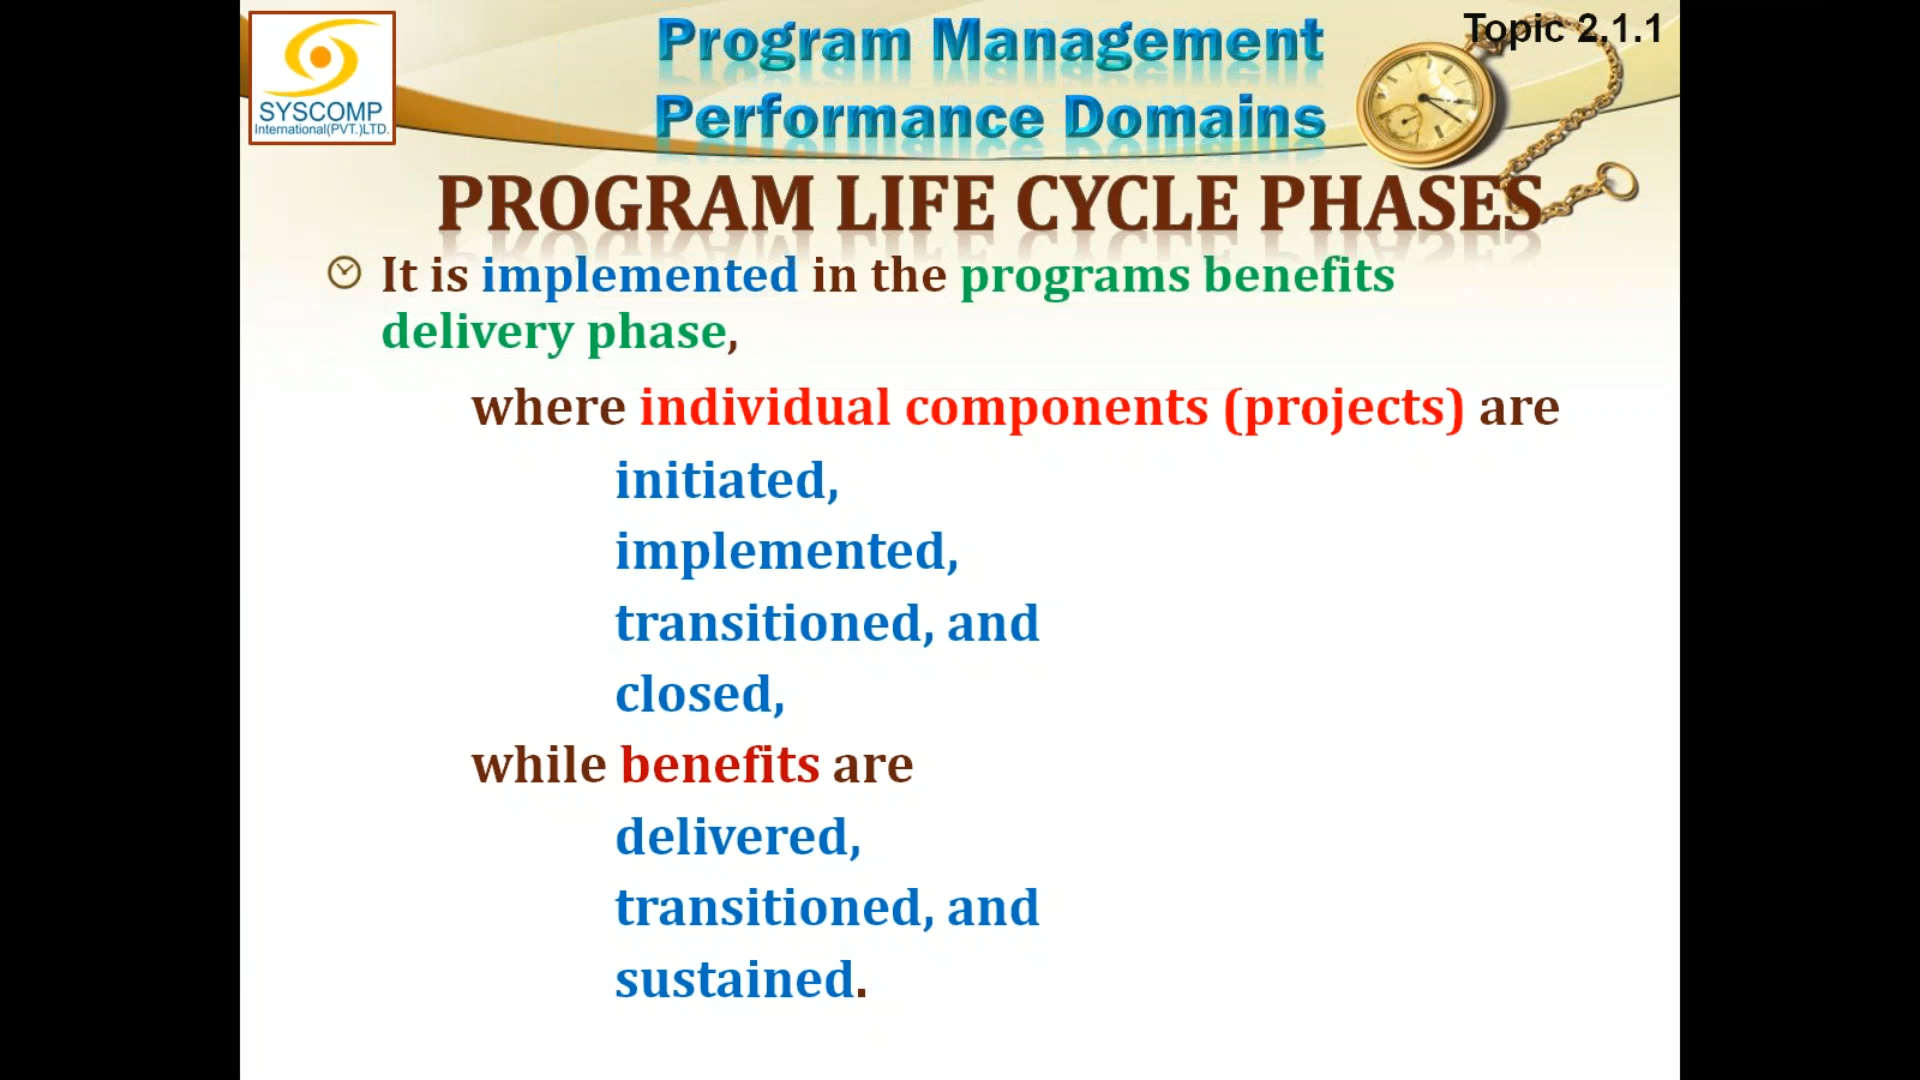 Topic 2.1.1
SYSCOMP
International(PVT.)LTD.
Program Management
Performance Domains
PROGRAM LIFE CYCLE PHASES
It is implemented in the programs benefits
delivery phase,
where individual components (projects) are
initiated,
implemented,
transitioned, and
closed,
while benefits are
delivered,
transitioned, and
sustained.